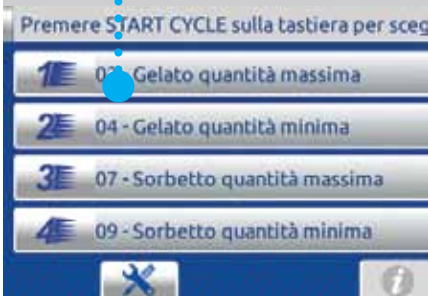 Premere START CYCLE sulla tastiera per sceg
1 - Gelato quantità massima
2 04 - Gelato quantità minima
3 07 - Sorbetto quantità massima
4 09 - Sorbetto quantità minima